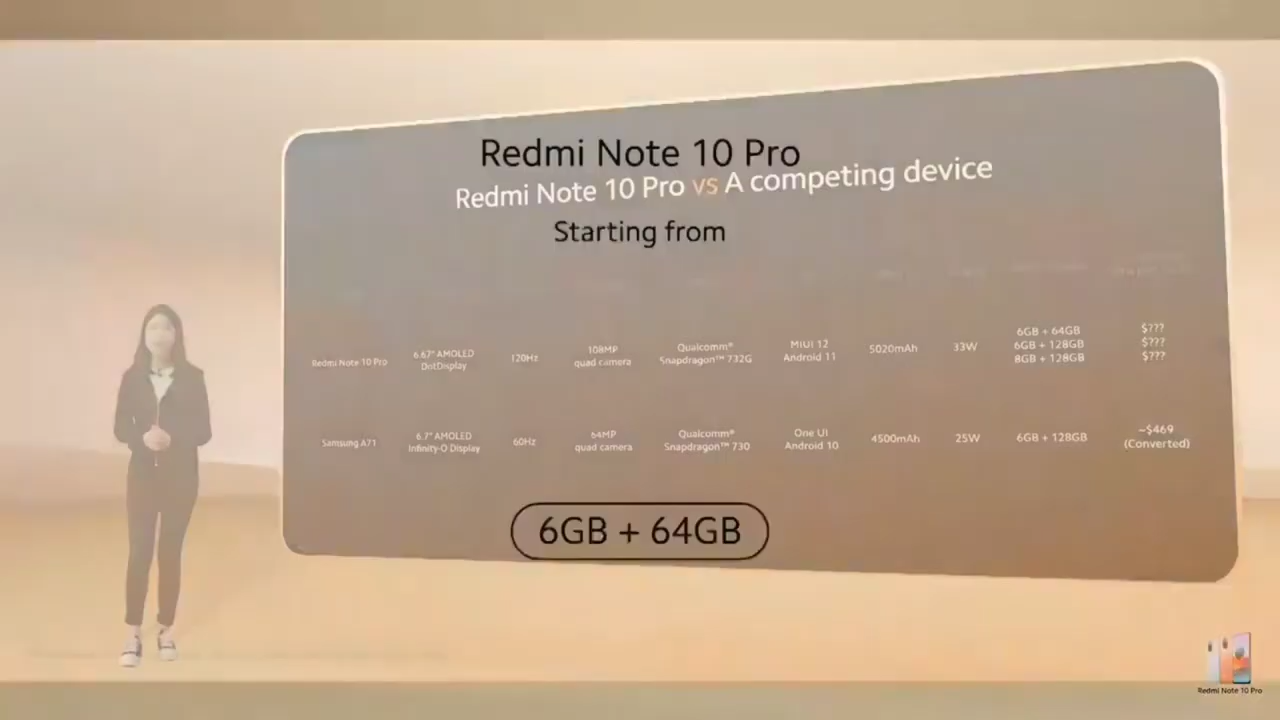 Redmi Note 10 Pro
Redmi Note 10 Pro vs A competing device
Starting from
Redmi Note 10 Pro
6.67" AMOLED
DotDisplay
120Hz
108MP
quad camera
Qualcomm®
Snapdragon™ 732G
MIUI 12
Android 11
5020mAh
33W
6GB + 64GB
6GB + 128GB
8GB + 128GB
$???
$???
$???
Samsung A71
6.7" AMOLED
Infinity-O Display
60Hz
64MP
quad camera
Qualcomm®
Snapdragon™ 730
One UI
Android 10
4500mAh
25W
6GB + 128GB
~$469
(Converted)
6GB + 64GB
Redmi Note 10 Pro